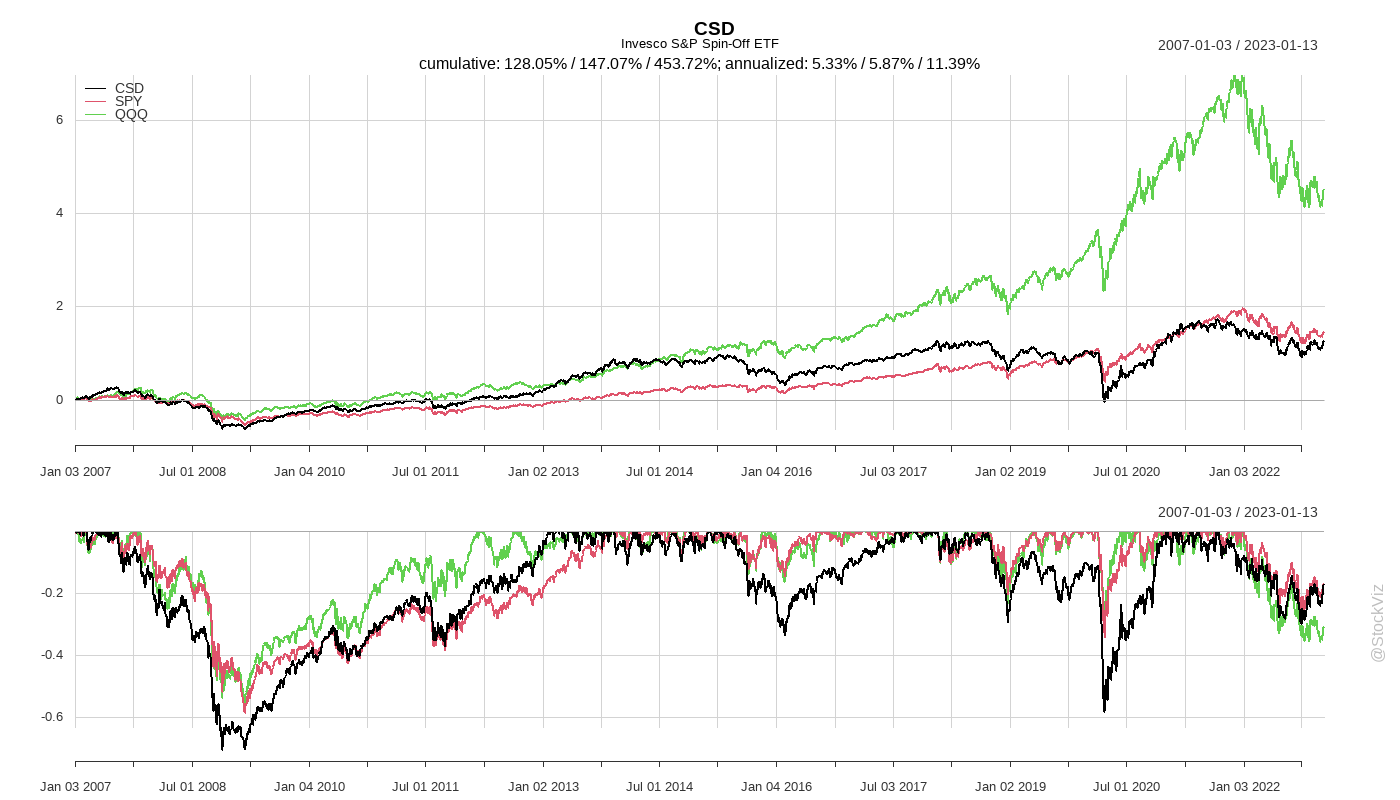 CSD
Invesco S&P Spin-Off ETF
2007-01-03 / 2023-01-13
cumulative: 128.05% / 147.07% / 453.72%; annualized: 5.33% / 5.87% / 11.39%
CSD
SPY
QQQ
6
4
2
0
Jan 03 2007 Jul 01 2008 Jan 04 2010 Jul 01 2011 Jan 02 2013 Jul 01 2014 Jan 04 2016 Jul 03 2017 Jan 02 2019 Jul 01 2020 Jan 03 2022
2007-01-03 / 2023-01-13
-0.2
-0.4
-0.6
Jan 03 2007 Jul 01 2008 Jan 04 2010 Jul 01 2011 Jan 02 2013 Jul 01 2014 Jan 04 2016 Jul 03 2017 Jan 02 2019 Jul 01 2020 Jan 03 2022
@StockViz